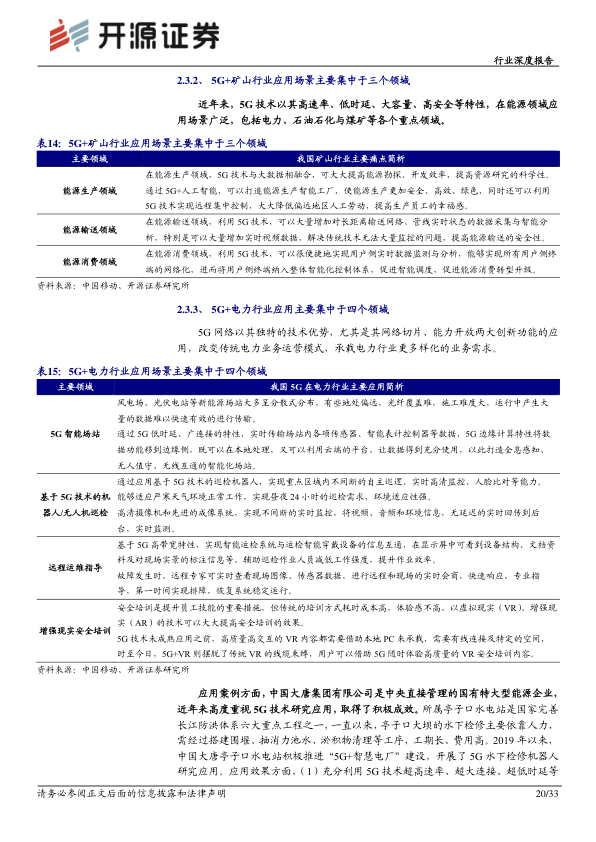 开源证券
行业深度报告
2.3.2、 5G+矿山行业应用场景主要集中于三个领域
近年来，5G 技术以其高速率、低时延、大容量、高安全等特性，在能源领域应
用场景广泛，包括电力、石油石化与煤矿等各个重点领域。
表14： 5G+矿山行业应用场景主要集中于三个领域
主要领域 我国矿山行业主要痛点简析
能源生产领域
在能源生产领域，5G 技术与大数据相融合，可大大提高能源勘探、开发效率，提高资源研究的科学性。
通过 5G+人工智能，可以打造能源生产智能工厂，使能源生产更加安全、高效、绿色，同时还可以利用
5G 技术实现远程集中控制，大大降低偏远地区人工劳动，提高生产员工的幸福感。
能源输送领域
在能源输送领域，利用 5G 技术，可以大量增加对长距离输送网络、管线实时状态的数据采集与智能分
析，特别是可以大量增加实时视频数据，解决传统技术无法大量监控的问题，提高能源输送的安全性。
能源消费领域
在能源消费领域，利用 5G 技术，可以很便捷地实现用户侧实时数据监测与分析，能够实现所有用户侧终
端的网络化，进而将用户侧终端纳入整体智能化控制体系，促进智能调度，促进能源消费转型升级。
资料来源：中国移动、开源证券研究所
2.3.3、 5G+电力行业应用主要集中于四个领域
5G 网络以其独特的技术优势，尤其是其网络切片、能力开放两大创新功能的应
用，改变传统电力业务运营模式，承载电力行业更多样化的业务需求。
表15： 5G+电力行业应用场景主要集中于四个领域
主要领域 我国 5G 在电力行业主要应用简析
5G 智能场站
风电场、光伏电站等新能源场站大多呈分散式分布，有些地处偏远，光纤覆盖难，施工难度大，运行中产生大
量的数据难以快速有效的进行传输。
通过 5G 低时延、广连接的特性，实时传输场站内各项传感器、智能表计控制器等数据，5G 边缘计算特性将数
据功能移到边缘侧，既可以在本地处理，又可以利用云端的平台，让数据得到充分使用，以此打造全息感知、
无人值守、无线互通的智能化场站。
基于 5G 技术的机
器人/无人机巡检
通过应用基于 5G 技术的巡检机器人，实现重点区域内不间断的自主巡逻、实时高清监控、人脸比对等能力。
能够适应严寒天气环境正常工作，实现昼夜 24 小时的巡检需求，环境适应性强。
高清摄像机和先进的成像系统，实现不间断的实时监控，将视频、音频和环境信息，无延迟的实时回传到后
台，实时监测。
远程运维指导
基于 5G 高带宽特性，实现智能运检系统与运检智能穿戴设备的信息互通，在显示屏中可看到设备结构，文档资
料及对现场实景的标注信息等，辅助巡检作业人员减低工作强度，提升作业效率。
故障发生时，远程专家可实时查看现场图像、传感器数据，进行远程和现场的实时会商、快速响应，专业指
导，第一时间实现排障，恢复系统稳定运行。
增强现实安全培训
安全培训是提升员工技能的重要措施，但传统的培训方式耗时成本高，体验感不高，以虚拟现实（VR）、增强现
实（AR）的技术可以大大提高安全培训的效果。
5G 技术未成熟应用之前，高质量高交互的 VR 内容都需要借助本地 PC 来承载，需要有线连接及特定的空间，
时至今日，5G+VR 则摆脱了传统 VR 的线缆束缚，用户可以借助 5G 随时体验高质量的 VR 安全培训内容。
资料来源：中国移动、开源证券研究所
应用案例方面，中国大唐集团有限公司是中央直接管理的国有特大型能源企业，
近年来高度重视 5G 技术研究应用，取得了积极成效。所属亭子口水电站是国家完善
长江防洪体系六大重点工程之一，一直以来，亭子口大坝的水下检修主要依靠人力，
需经过搭建围堰、抽消力池水、淤积物清理等工序，工期长、费用高。2019 年以来，
中国大唐亭子口水电站积极推进“5G+智慧电厂”建设，开展了 5G 水下检修机器人
研究应用。应用效果方面，（1）充分利用 5G 技术超高速率、超大连接、超低时延等
请务必参阅正文后面的信息披露和法律声明 20/33